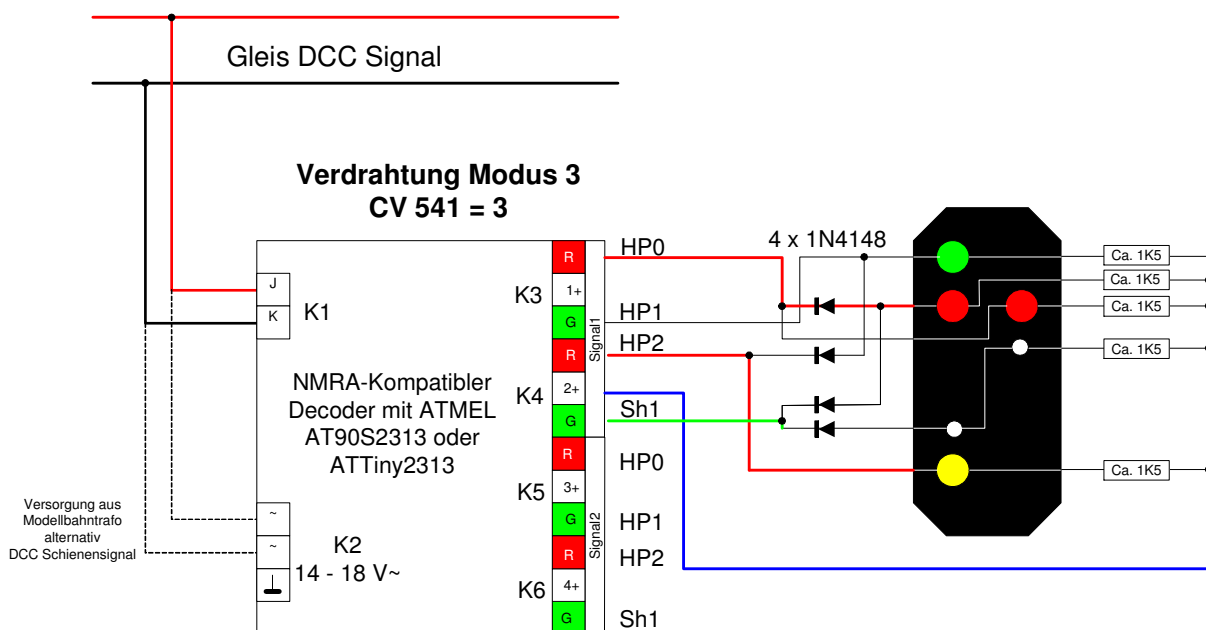 Gleis DCC Signal
Verdrahtung Modus 3
CV 541 = 3
4 x 1N4148
J
K
K1
NMRA-Kompatibler
Decoder mit ATMEL
AT90S2313 oder
ATTiny2313
~
~
K2
14 - 18 V~
Versorgung aus
Modellbahntrafo
alternativ
DCC Schienensignal
K3
R
1+
G
K4
R
2+
G
Signal1
K5
R
3+
G
K6
R
4+
G
Signal2
HP0
HP1
HP2
Sh1
HP0
HP1
HP2
Sh1
Ca. 1K5
Ca. 1K5
Ca. 1K5
Ca. 1K5
Ca. 1K5